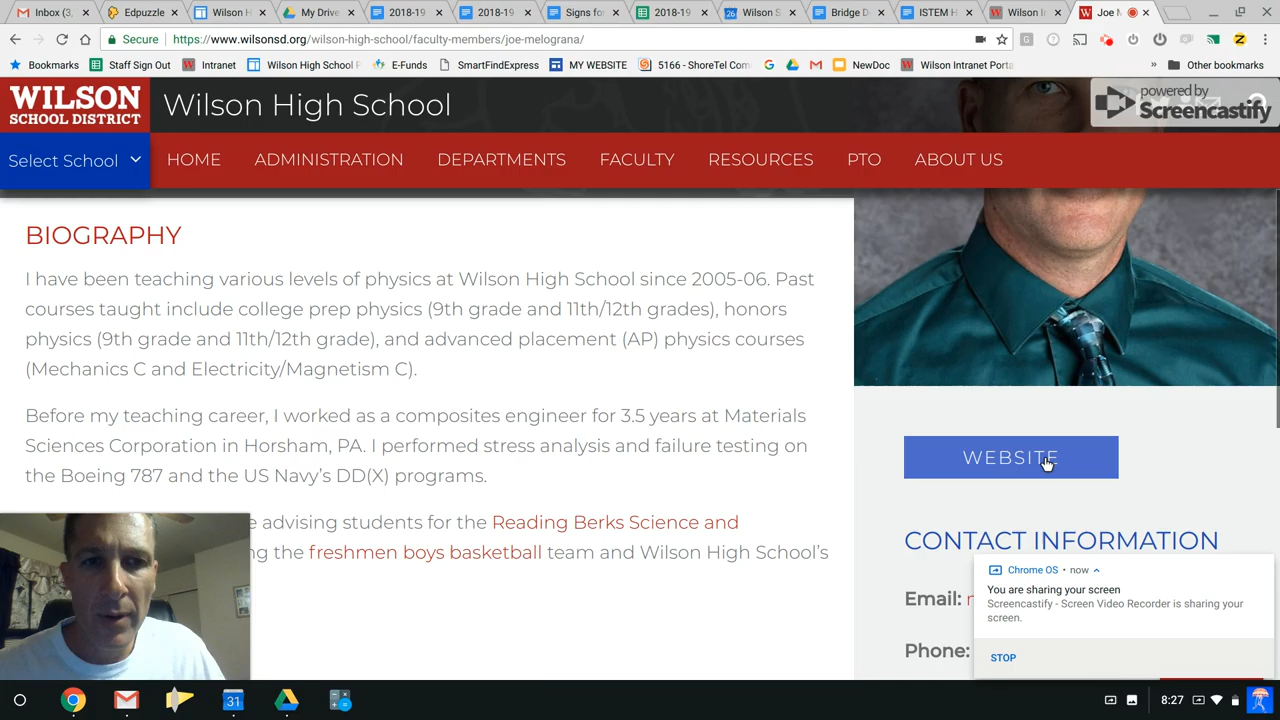 Inbox (3,
Edpuzzle
Wilson H
My Drive
2018-19
2018-19
Signs for
2018-19
Wilson S
Bridge D
ISTEM H
Wilson In
Joe M
Secure
https://www.wilsonsd.org/wilson-high-school/faculty-members/joe-melograna/
Bookmarks
Staff Sign Out
Intranet
Wilson High School F
E-Funds
SmartFindExpress
MY WEBSITE
5166 - ShoreTel Com
NewDoc
Wilson Intranet Porta
»
Other bookmarks
WILSON
SCHOOL DISTRICT
Wilson High School
powered by
Screencastify
Select School
HOME
ADMINISTRATION
DEPARTMENTS
FACULTY
RESOURCES
PTO
ABOUT US
BIOGRAPHY
I have been teaching various levels of physics at Wilson High School since 2005-06. Past
courses taught include college prep physics (9th grade and 11th/12th grades), honors
physics (9th grade and 11th/12th grade), and advanced placement (AP) physics courses
(Mechanics C and Electricity/Magnetism C).
Before my teaching career, I worked as a composites engineer for 3.5 years at Materials
Sciences Corporation in Horsham, PA. I performed stress analysis and failure testing on
the Boeing 787 and the US Navy's DD(X) programs.
e advising students for the Reading Berks Science and
ng the freshmen boys basketball team and Wilson High School's
WEBSITE
CONTACT INFORMATION
Email:
Phone:
Chrome OS • now
You are sharing your screen
Screencastify - Screen Video Recorder is sharing your
screen.
STOP
31
8:27